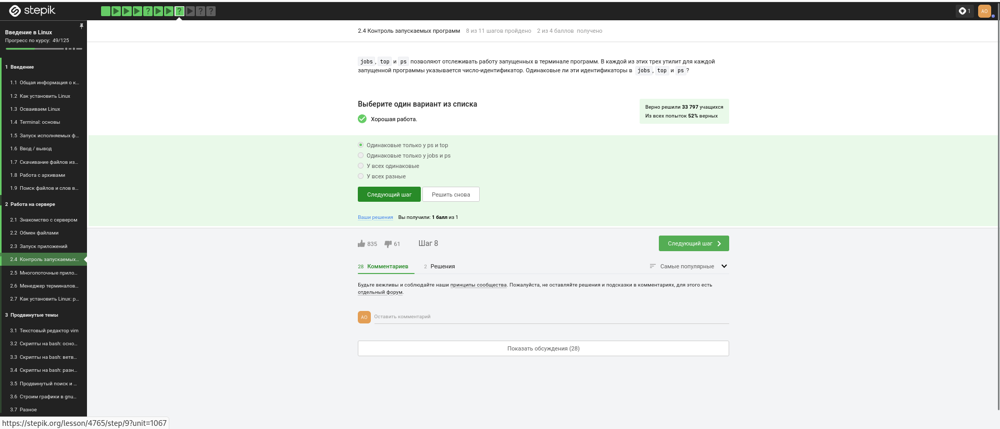 stepik
1
AO
Введение в Linux
Прогресс по курсу: 49/125
1 Введение
1.1 Общая информация о к...
1.2 Как установить Linux
1.3 Осваиваем Linux
1.4 Terminal: основы
1.5 Запуск исполняемых ф...
1.6 Ввод / вывод
1.7 Скачивание файлов из...
1.8 Работа с архивами
1.9 Поиск файлов и слов в...
2 Работа на сервере
2.1 Знакомство с сервером
2.2 Обмен файлами
2.3 Запуск приложений
2.4 Контроль запускаемых...
2.5 Многопоточные прило...
2.6 Менеджер терминалов...
2.7 Как установить Linux: р...
3 Продвинутые темы
3.1 Текстовый редактор vim
3.2 Скрипты на bash: осно...
3.3 Скрипты на bash: ветв...
3.4 Скрипты на bash: разн...
3.5 Продвинутый поиск и ...
3.6 Строим графики в gnu...
3.7 Разное
2.4 Контроль запускаемых программ 8 из 11 шагов пройдено 2 из 4 баллов получено
jobs, top и ps позволяют отслеживать работу запущенных в терминале программ. В каждой из этих трех утилит для каждой
запущенной программы указывается число-идентификатор. Одинаковые ли эти идентификаторы в jobs, top и ps?
Выберите один вариант из списка
Хорошая работа.
Верно решили 33 797 учащихся
Из всех попыток 52% верных
Одинаковые только у ps и top
Одинаковые только у jobs и ps
У всех одинаковые
У всех разные
Следующий шаг Решить снова
Ваши решения Вы получили: 1 балл из 1
835 61 Шаг 8 Следующий шаг
28 Комментариев 2 Решения Самые популярные
Будьте вежливы и соблюдайте наши принципы сообщества. Пожалуйста, не оставляйте решения и подсказки в комментариях, для этого есть
отдельный форум.
AO Оставить комментарий
Показать обсуждения (28)
https://stepik.org/lesson/4765/step/9?unit=1067